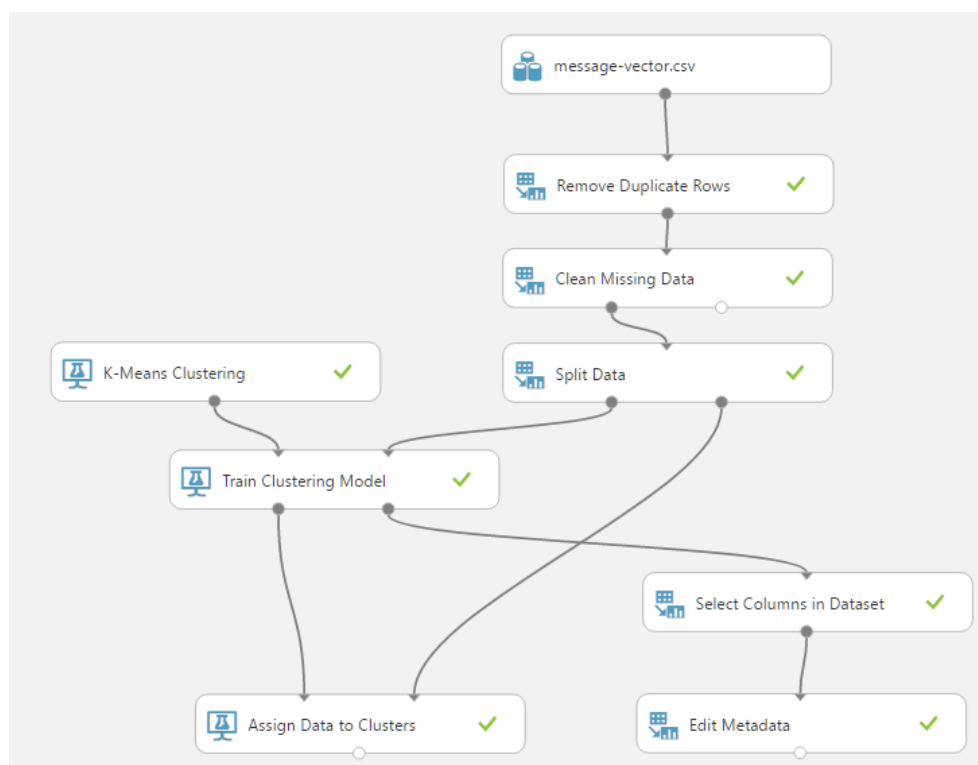 message-vector.csv
Remove Duplicate Rows
Clean Missing Data
K-Means Clustering
Split Data
Train Clustering Model
Select Columns in Dataset
Assign Data to Clusters
Edit Metadata